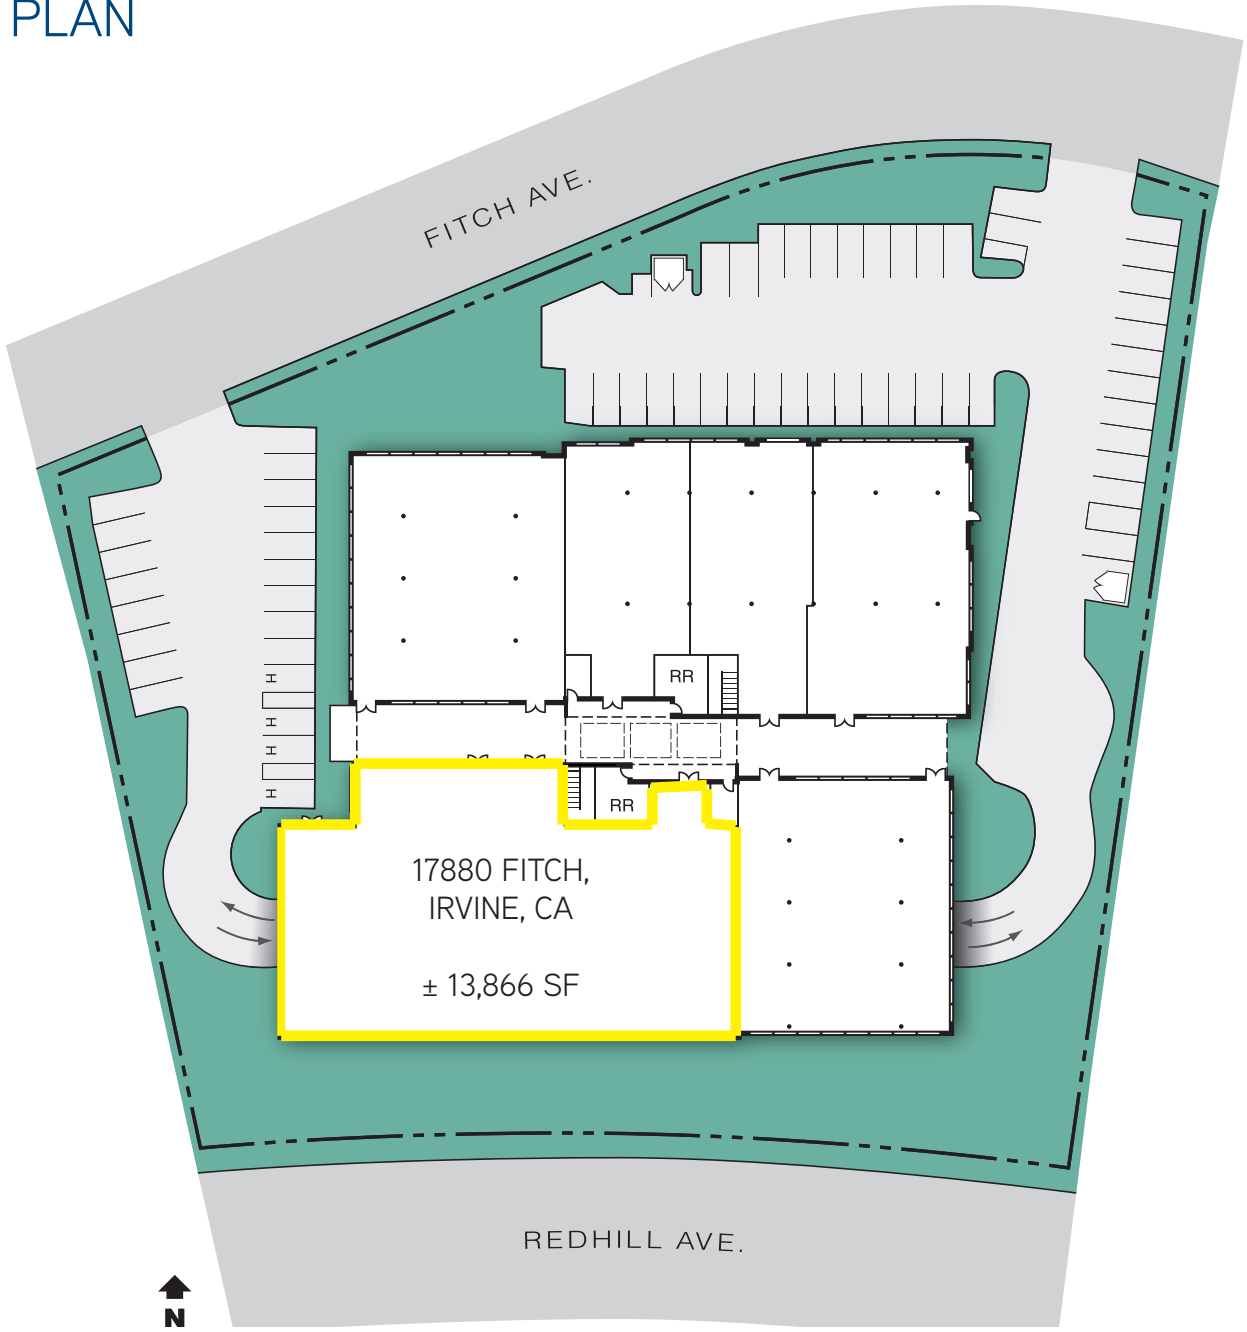 PLAN
FITCH AVE.
H
H
H
H
RR
RR
17880 FITCH,
IRVINE, CA
± 13,866 SF
REDHILL AVE.
N